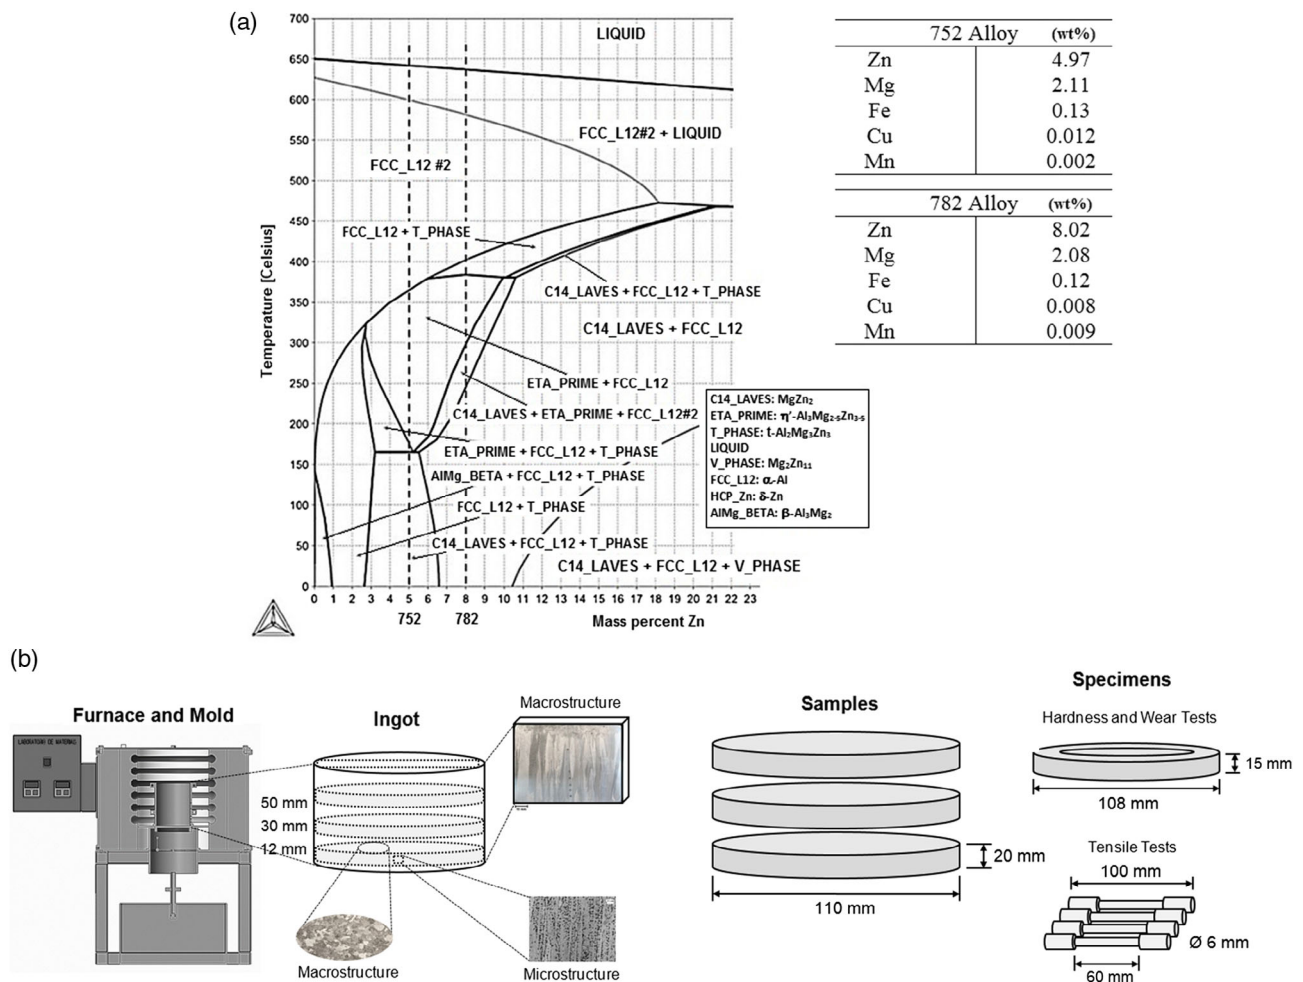 (a)
700
650
600
550
500
450
400
350
300
250
200
150
100
50
0
Temperature [Celsius]
LIQUID
FCC_L12#2 + LIQUID
FCC_L12 #2
FCC_L12 + T_PHASE
C14_LAVES + FCC_L12 + T_PHASE
C14_LAVES + FCC_L12
ETA_PRIME + FCC_L12
C14_LAVES + ETA_PRIME + FCC_L12#2
ETA_PRIME + FCC_L12 + T_PHASE
AlMg_BETA + FCC_L12 + T_PHASE
FCC_L12 + T_PHASE
C14_LAVES + FCC_L12 + T_PHASE
C14_LAVES + FCC_L12 + V_PHASE
0 1 2 3 4 5 6 7 8 9 10 11 12 13 14 15 16 17 18 19 20 21 22 23
752 782 Mass percent Zn
C14_LAVES: MgZn₂
ETA_PRIME: η'-Al₃Mg₂₋₅Zn₃₋₅
T_PHASE: t-Al₂Mg₃Zn₃
LIQUID
V_PHASE: Mg₂Zn₁₁
FCC_L12: α-Al
HCP_Zn: δ-Zn
AlMg_BETA: β-Al₃Mg₂
752 Alloy (wt%)
Zn 4.97
Mg 2.11
Fe 0.13
Cu 0.012
Mn 0.002
782 Alloy (wt%)
Zn 8.02
Mg 2.08
Fe 0.12
Cu 0.008
Mn 0.009
(b)
Furnace and Mold
Ingot
Macrostructure
50 mm
30 mm
12 mm
Macrostructure
Microstructure
Samples
20 mm
110 mm
Specimens
Hardness and Wear Tests
15 mm
108 mm
Tensile Tests
100 mm
Ø 6 mm
60 mm